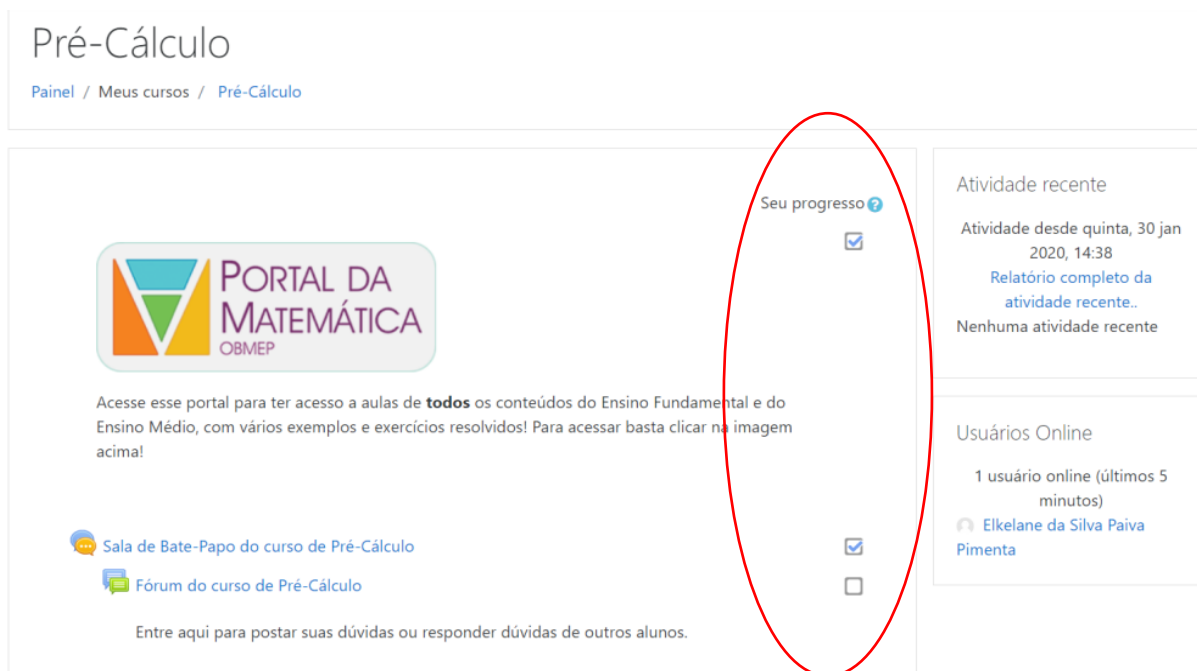 Pré-Cálculo
Painel / Meus cursos / Pré-Cálculo
Seu progresso
PORTAL DA
MATEMÁTICA
OBMEP
Acesse esse portal para ter acesso a aulas de todos os conteúdos do Ensino Fundamental e do
Ensino Médio, com vários exemplos e exercícios resolvidos! Para acessar basta clicar na imagem
acima!
Sala de Bate-Papo do curso de Pré-Cálculo
Fórum do curso de Pré-Cálculo
Entre aqui para postar suas dúvidas ou responder dúvidas de outros alunos.
Atividade recente
Atividade desde quinta, 30 jan
2020, 14:38
Relatório completo da
atividade recente..
Nenhuma atividade recente
Usuários Online
1 usuário online (últimos 5
minutos)
Elkelane da Silva Paiva
Pimenta